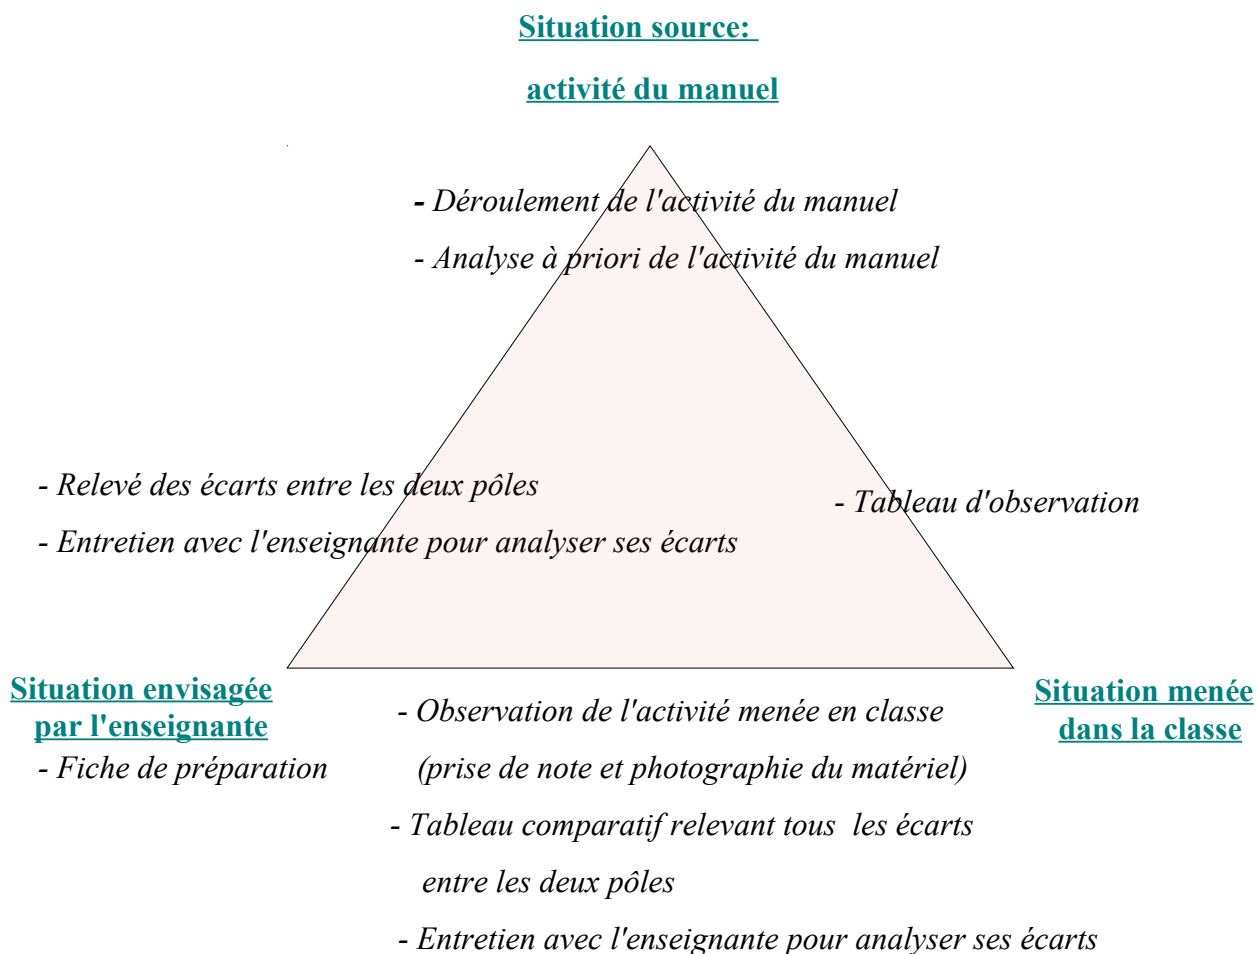 Situation source:
activité du manuel
- Déroulement de l'activité du manuel
- Analyse à priori de l'activité du manuel
- Relevé des écarts entre les deux pôles
- Entretien avec l'enseignante pour analyser ses écarts
- Tableau d'observation
Situation envisagée
par l'enseignante
- Fiche de préparation
- Observation de l'activité menée en classe
(prise de note et photographie du matériel)
- Tableau comparatif relevant tous les écarts
entre les deux pôles
- Entretien avec l'enseignante pour analyser ses écarts
Situation menée
dans la classe